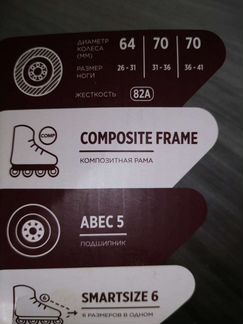 ДИАМЕТР
КОЛЕСА
(ММ)
64 70 70
РАЗМЕР
НОГИ
26 - 31 31 - 36 36 - 41
ЖЕСТКОСТЬ 82A
COMP
COMPOSITE FRAME
КОМПОЗИТНАЯ РАМА
ABEC 5
ПОДШИПНИК
6
SMARTSIZE 6
6 РАЗМЕРОВ В ОДНОМ